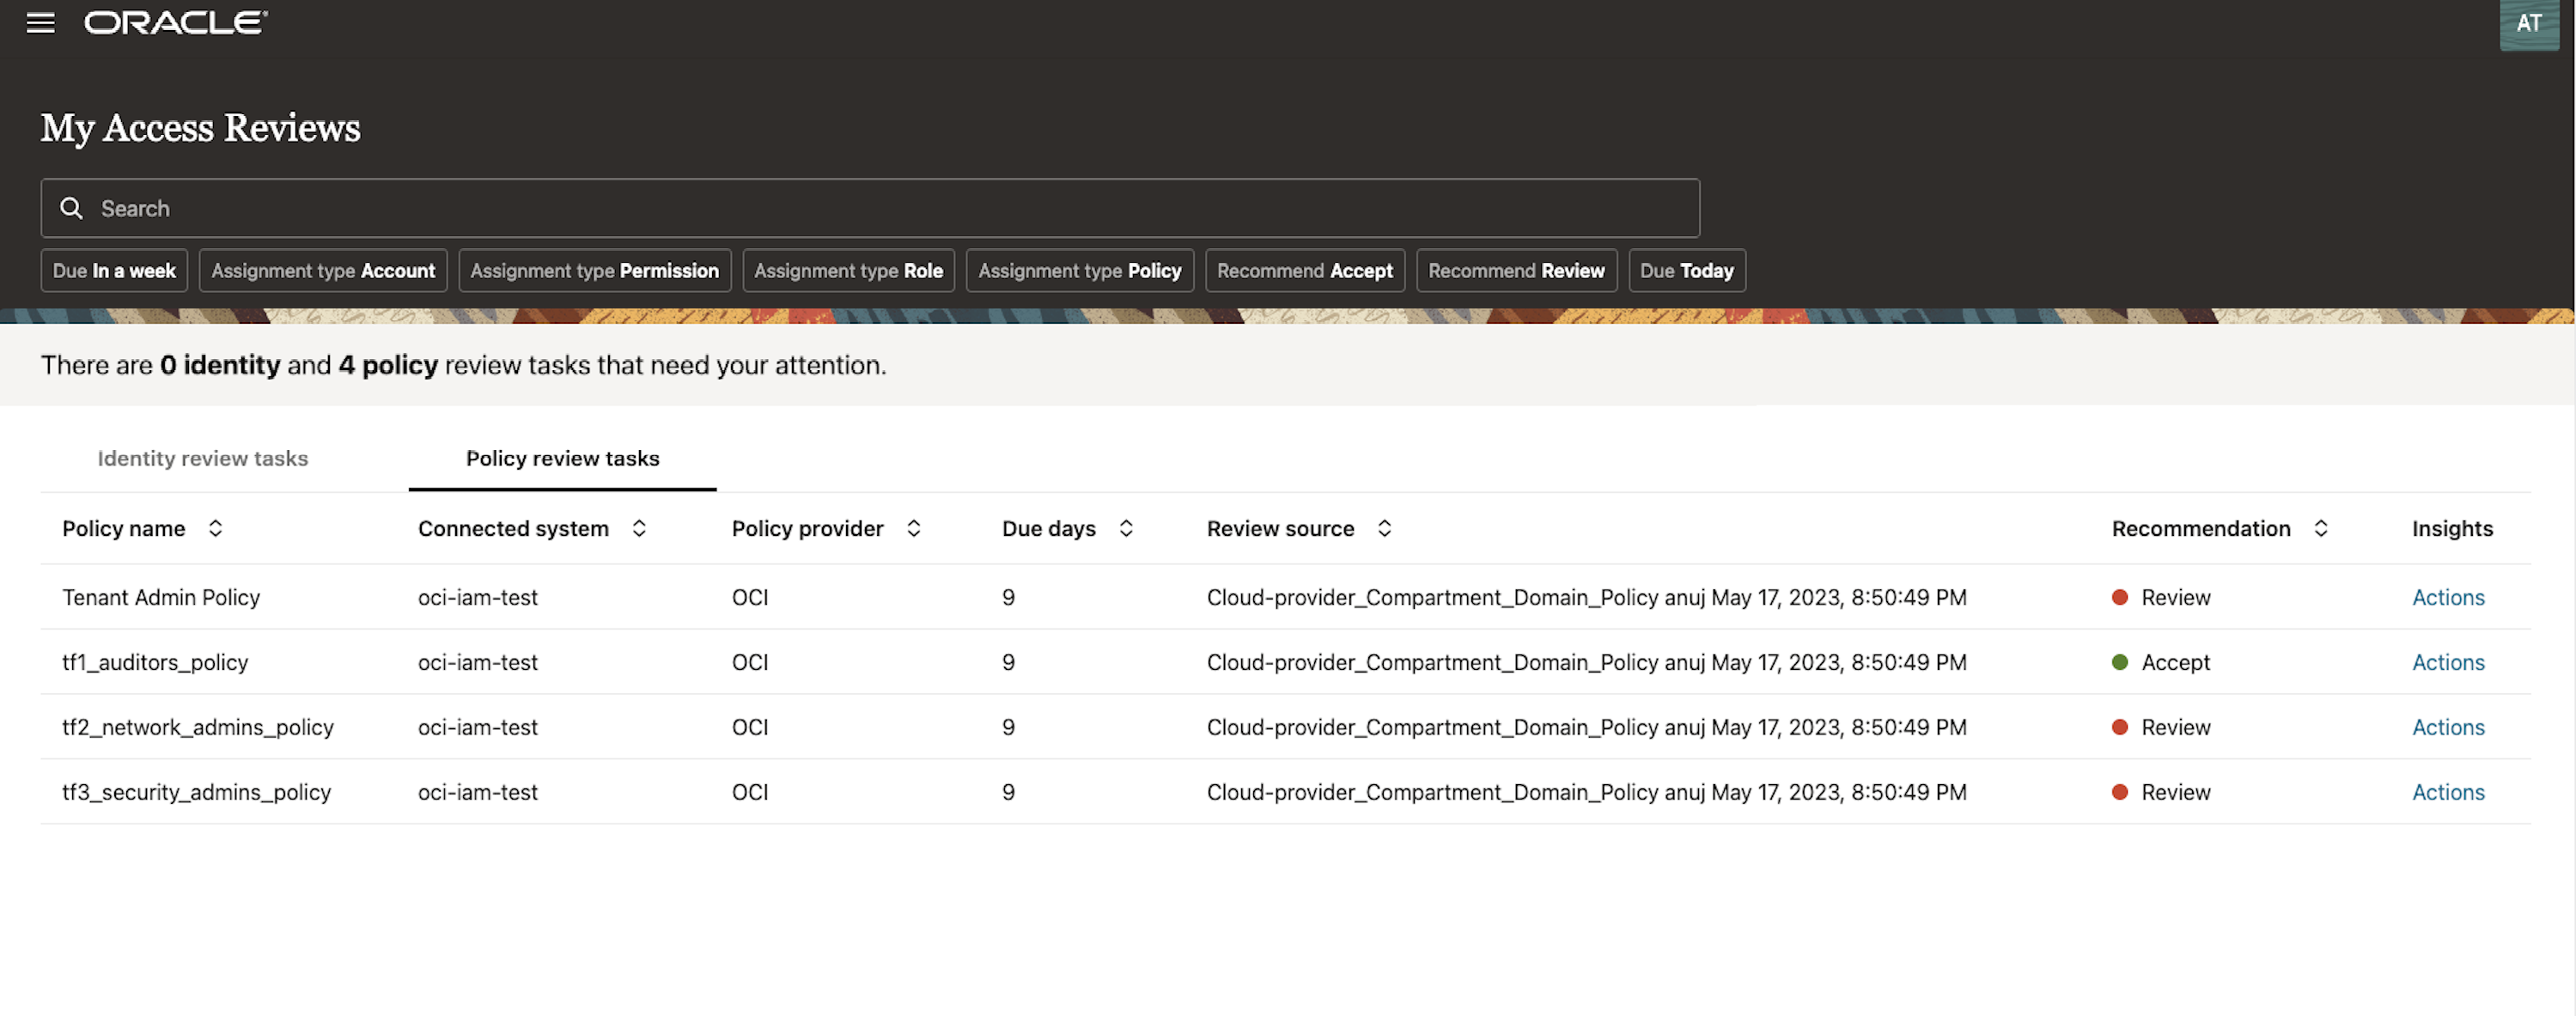 ORACLE
AT
My Access Reviews
Search
Due In a week Assignment type Account Assignment type Permission Assignment type Role Assignment type Policy Recommend Accept Recommend Review Due Today
There are 0 identity and 4 policy review tasks that need your attention.
Identity review tasks Policy review tasks
Policy name Connected system Policy provider Due days Review source Recommendation Insights
Tenant Admin Policy oci-iam-test OCI 9 Cloud-provider_Compartment_Domain_Policy anuj May 17, 2023, 8:50:49 PM Review Actions
tf1_auditors_policy oci-iam-test OCI 9 Cloud-provider_Compartment_Domain_Policy anuj May 17, 2023, 8:50:49 PM Accept Actions
tf2_network_admins_policy oci-iam-test OCI 9 Cloud-provider_Compartment_Domain_Policy anuj May 17, 2023, 8:50:49 PM Review Actions
tf3_security_admins_policy oci-iam-test OCI 9 Cloud-provider_Compartment_Domain_Policy anuj May 17, 2023, 8:50:49 PM Review Actions